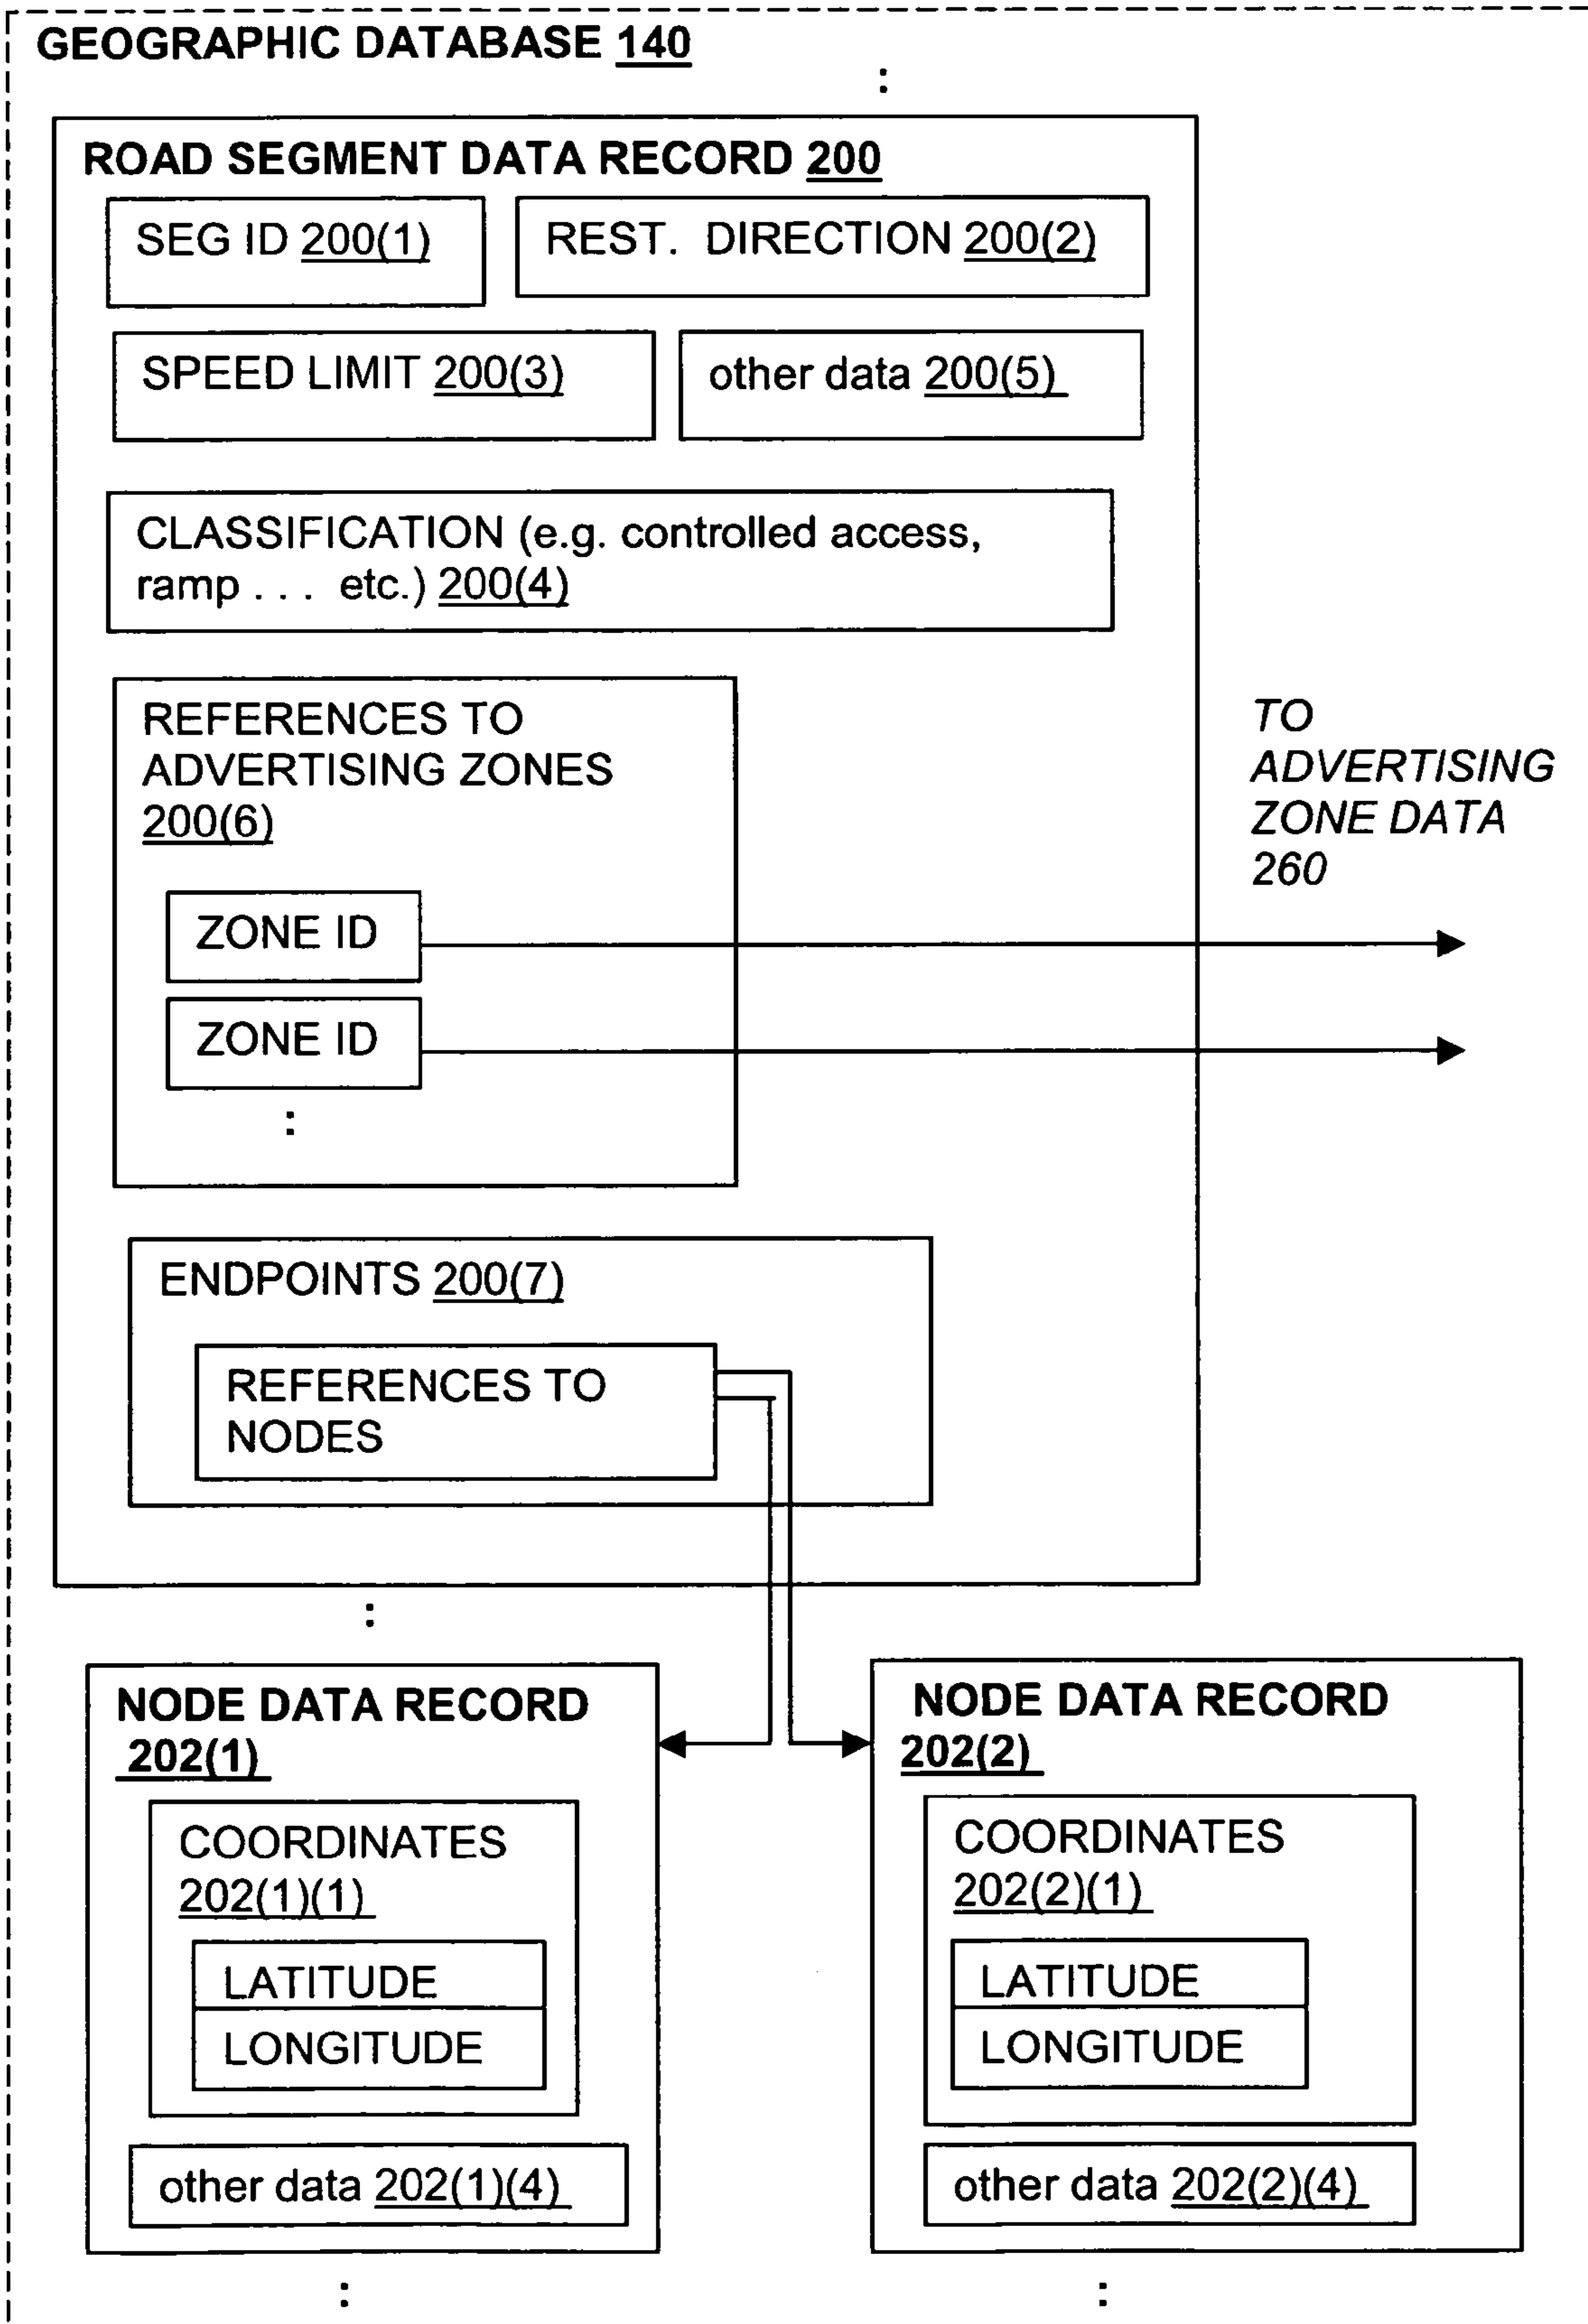 GEOGRAPHIC DATABASE 140
:
ROAD SEGMENT DATA RECORD 200
SEG ID 200(1)
REST. DIRECTION 200(2)
SPEED LIMIT 200(3)
other data 200(5)
CLASSIFICATION (e.g. controlled access,
ramp . . . etc.) 200(4)
REFERENCES TO
ADVERTISING ZONES
200(6)
ZONE ID
ZONE ID
:
TO
ADVERTISING
ZONE DATA
260
ENDPOINTS 200(7)
REFERENCES TO
NODES
:
NODE DATA RECORD
202(1)
COORDINATES
202(1)(1)
LATITUDE
LONGITUDE
other data 202(1)(4)
:
NODE DATA RECORD
202(2)
COORDINATES
202(2)(1)
LATITUDE
LONGITUDE
other data 202(2)(4)
: